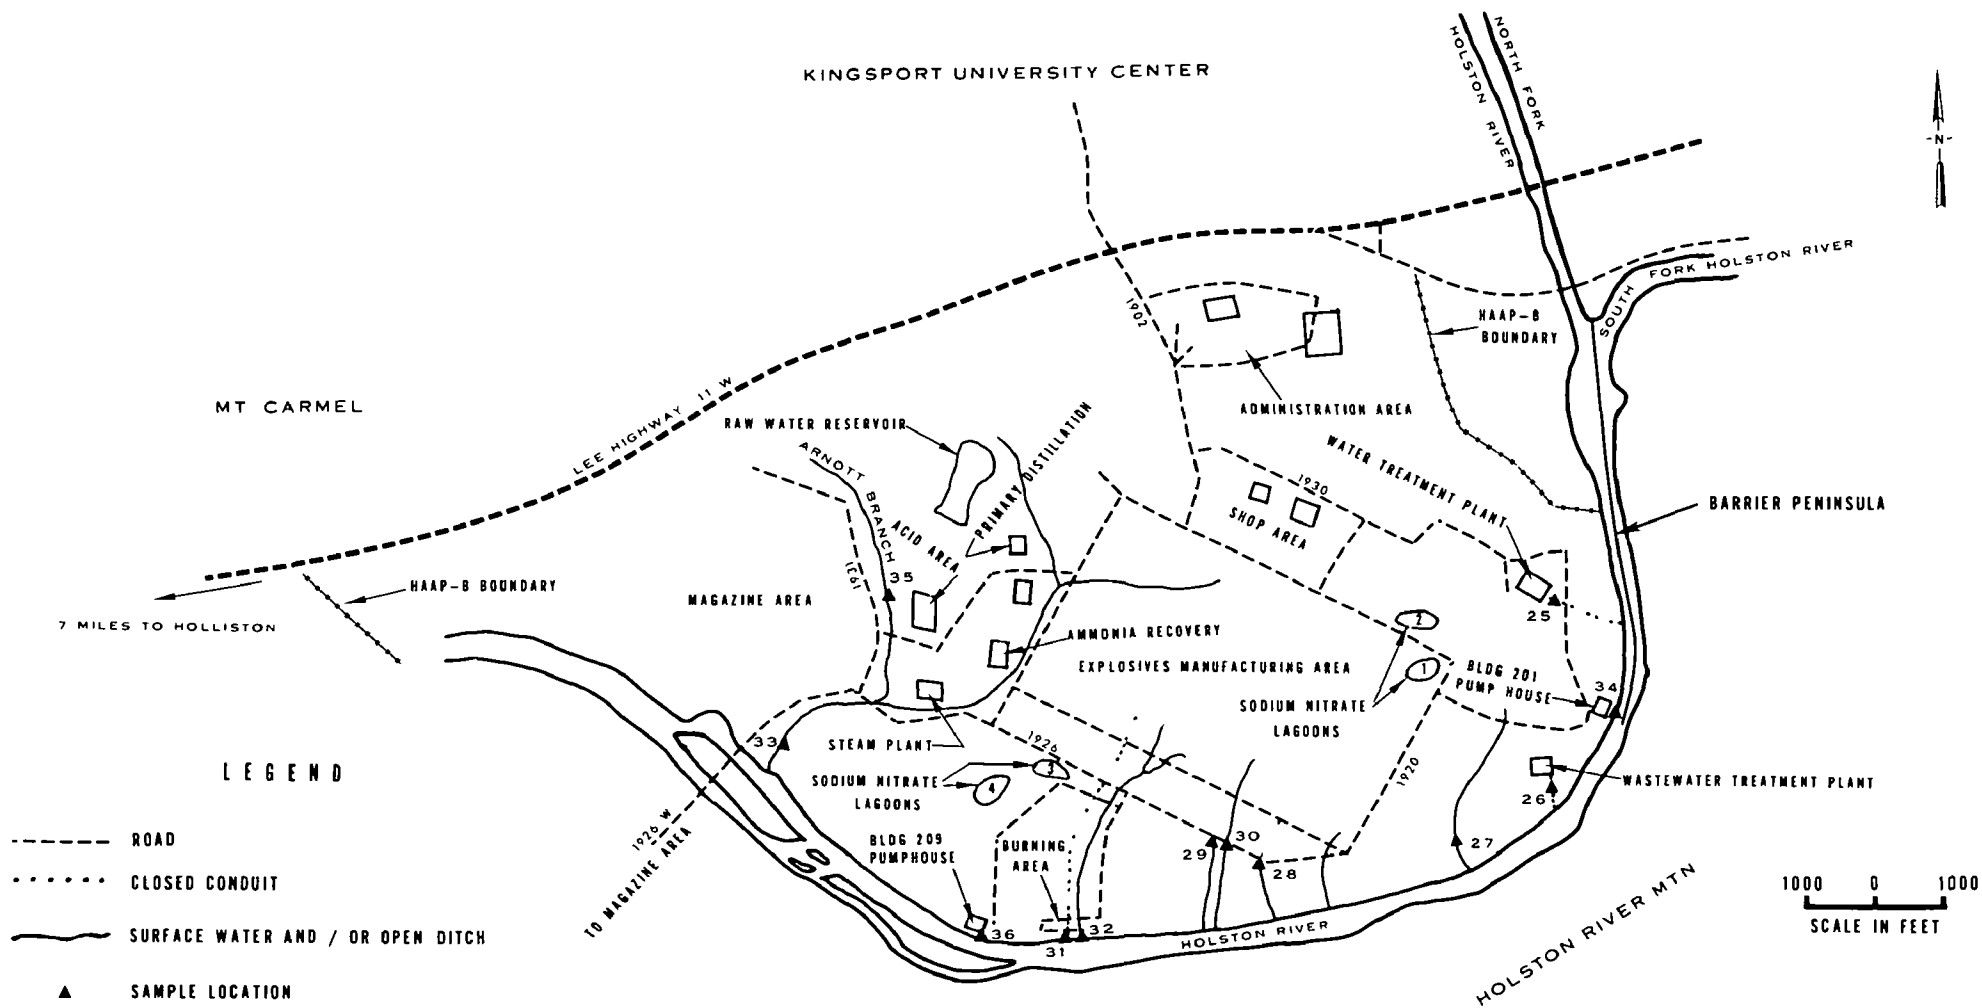 KINGSPORT UNIVERSITY CENTER
HOLSTON RIVER
NORTH FORK
-N-
SOUTH FORK HOLSTON RIVER
1902
HAAP-B
BOUNDARY
MT CARMEL
LEE HIGHWAY 11 W
ADMINISTRATION AREA
RAW WATER RESERVOIR
ARNOTT BRANCH
ACID AREA
PRIMARY DISTILLATION
WATER TREATMENT PLANT
1930
SHOP AREA
BARRIER PENINSULA
HAAP-B BOUNDARY
7 MILES TO HOLLISTON
MAGAZINE AREA
1931
35
25
AMMONIA RECOVERY
EXPLOSIVES MANUFACTURING AREA
2
1
SODIUM NITRATE
LAGOONS
BLDG 201
PUMP HOUSE
34
STEAM PLANT
33
1926
3
4
SODIUM NITRATE
LAGOONS
1920
WASTEWATER TREATMENT PLANT
26
27
1926 W
TO MAGAZINE AREA
BLDG 209
PUMPHOUSE
BURNING
AREA
29
30
28
36
31
32
HOLSTON RIVER
HOLSTON RIVER MTN
LEGEND
ROAD
CLOSED CONDUIT
SURFACE WATER AND / OR OPEN DITCH
SAMPLE LOCATION
1000 0 1000
SCALE IN FEET